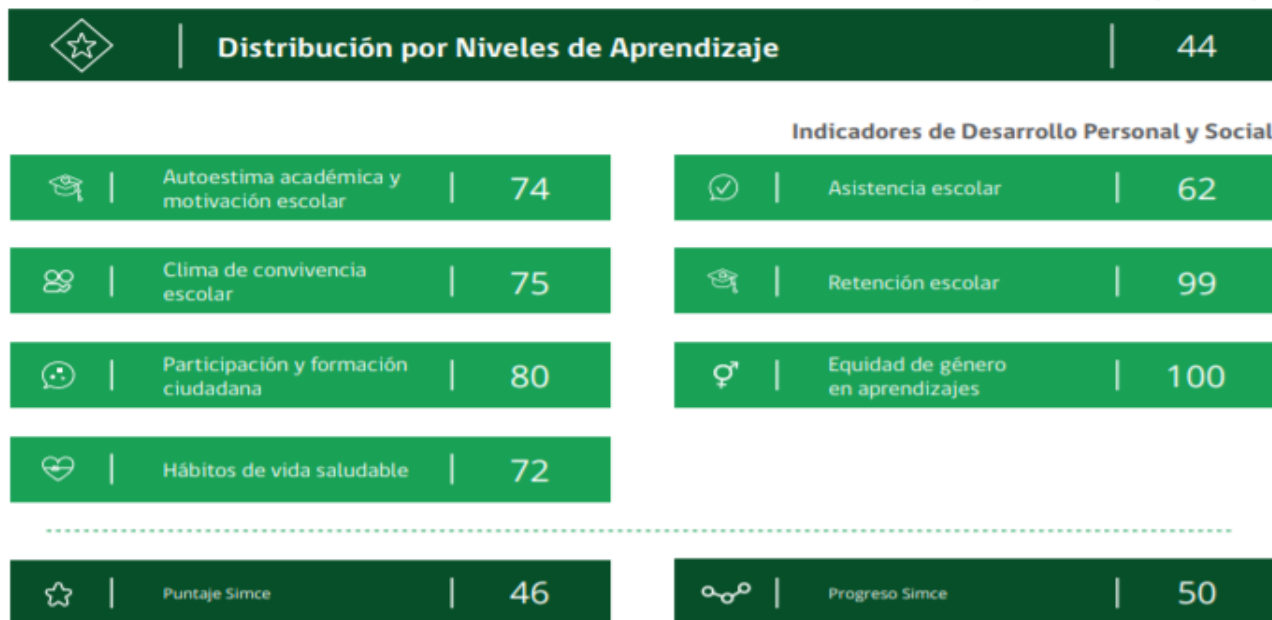 Distribución por Niveles de Aprendizaje 44
Indicadores de Desarrollo Personal y Social
Autoestima académica y
motivación escolar 74
Asistencia escolar 62
Clima de convivencia
escolar 75
Retención escolar 99
Participación y formación
ciudadana 80
Equidad de género
en aprendizajes 100
Hábitos de vida saludable 72
Puntaje Simce 46
Progreso Simce 50